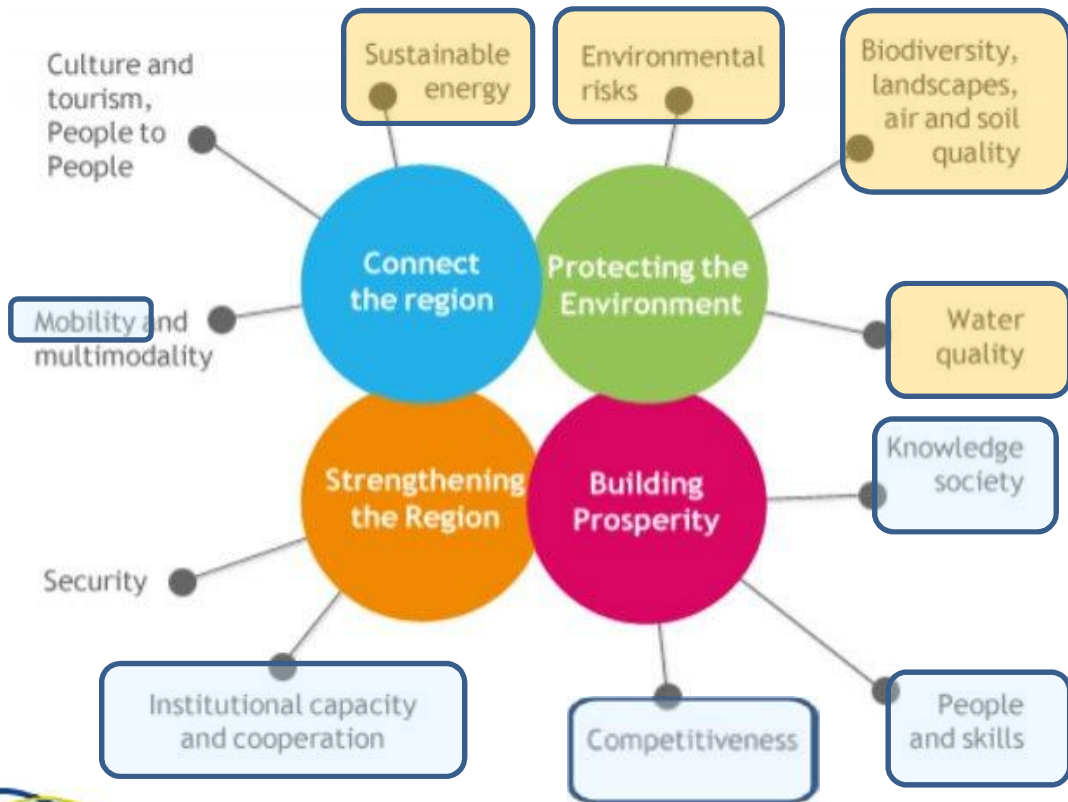 Culture and
tourism,
People to
People
Sustainable
energy
Environmental
risks
Biodiversity,
landscapes,
air and soil
quality
Connect
the region
Protecting the
Environment
Mobility and
multimodality
Water
quality
Strengthening
the Region
Building
Prosperity
Knowledge
society
Security
Institutional capacity
and cooperation
Competitiveness
People
and skills